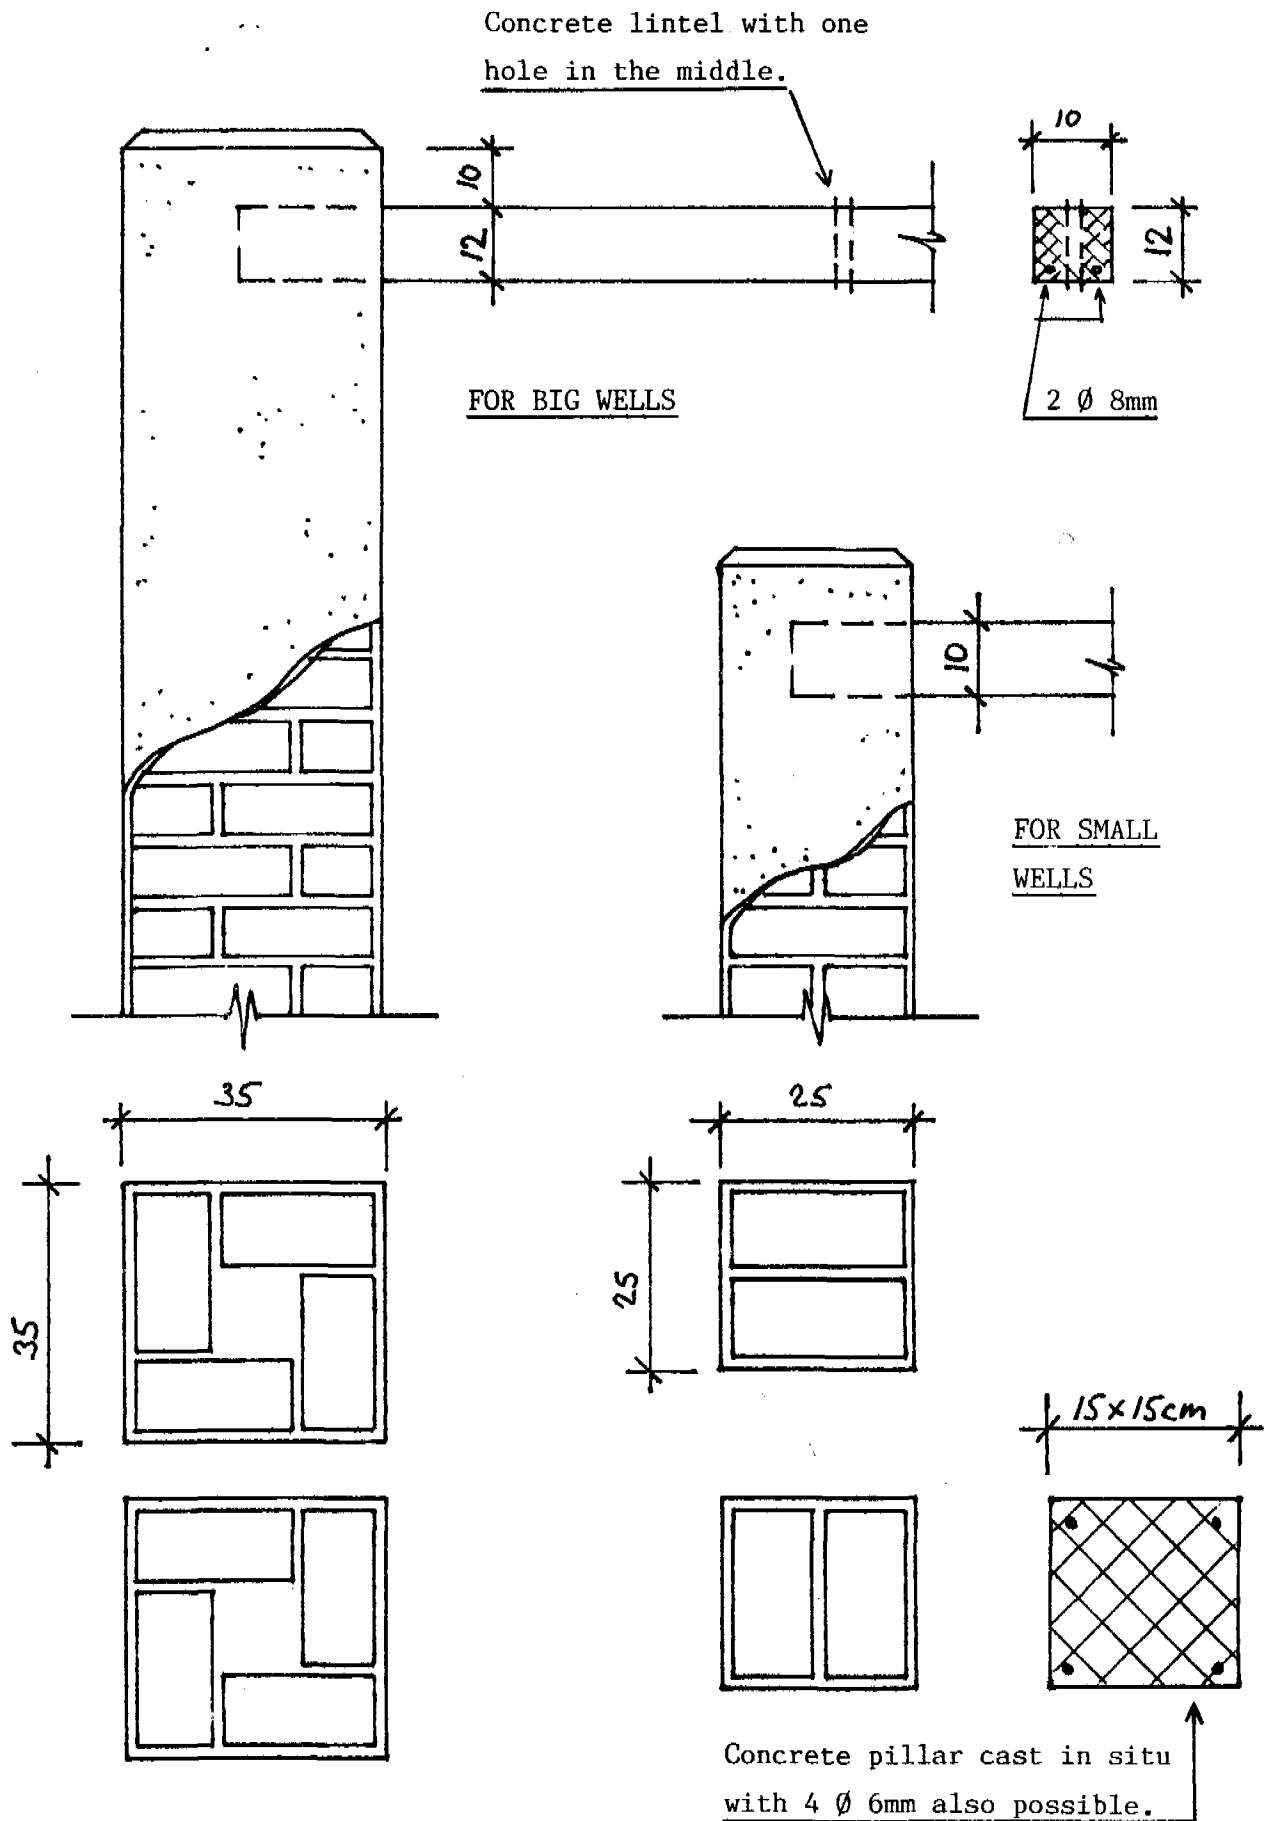 Concrete lintel with one
hole in the middle.
10
10
12
12
FOR BIG WELLS
2 Ø 8mm
10
FOR SMALL
WELLS
35
25
35
25
15x15cm
Concrete pillar cast in situ
with 4 Ø 6mm also possible.